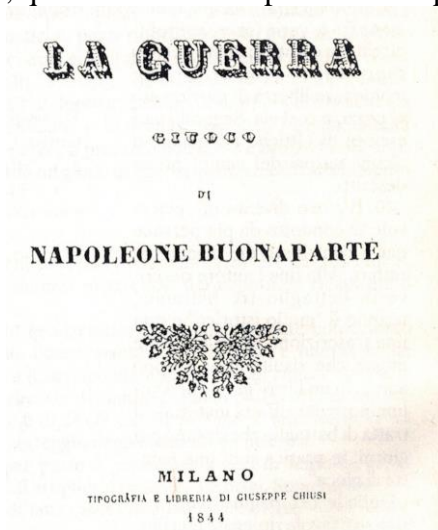 LA GUERRA
GIUOCO
DI
NAPOLEONE BUONAPARTE
MILANO
TIPOGRAFIA E LIBRERIA DI GIUSEPPE CHIUSI
1844